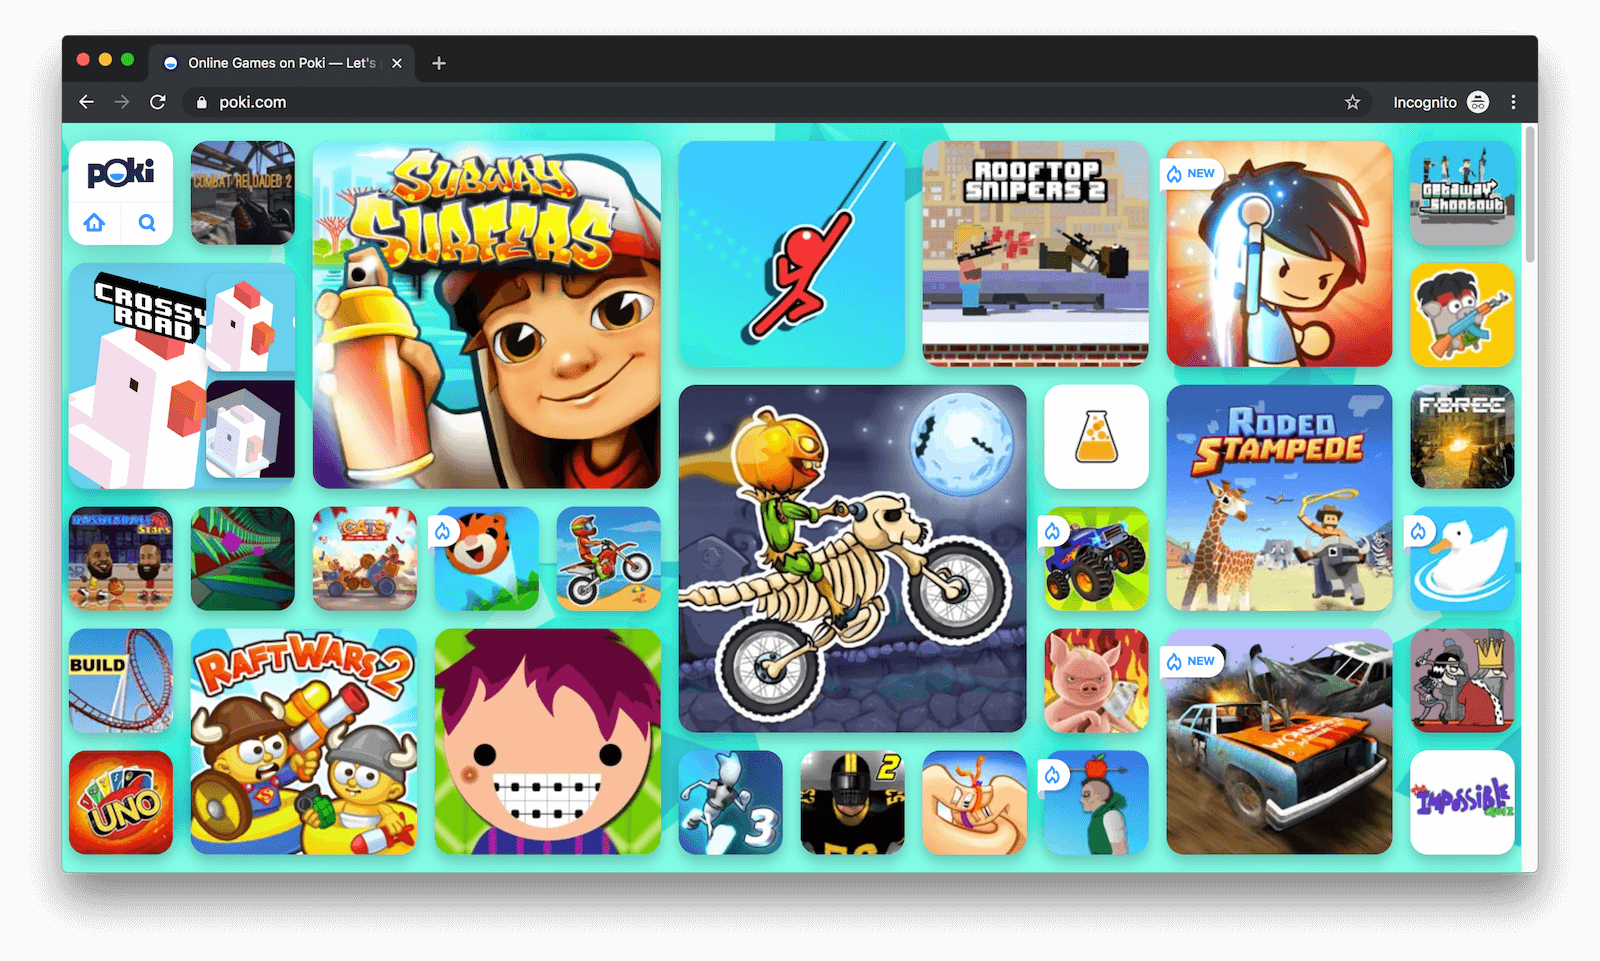 Online Games on Poki — Let's
poki.com
Incognito
poki
COMBAT RELOADED 2
SUBWAY
SURFERS
ROOFTOP
SNIPERS 2
NEW
Getaway
Shootout
CROSSY
ROAD
RODEO
STAMPEDE
FORCE
BASKETBALL
Stars
CATS
BUILD
RAFT WARS 2
NEW
UNO
3
2
the
IMPOSSIBLE
QUIZ